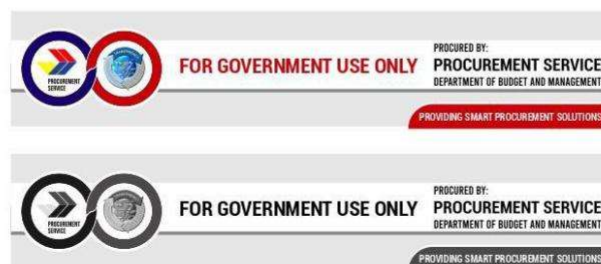 PROCUREMENT
SERVICE
FOR GOVERNMENT USE ONLY
PROCURED BY:
PROCUREMENT SERVICE
DEPARTMENT OF BUDGET AND MANAGEMENT
PROVIDING SMART PROCUREMENT SOLUTIONS
PROCUREMENT
SERVICE
FOR GOVERNMENT USE ONLY
PROCURED BY:
PROCUREMENT SERVICE
DEPARTMENT OF BUDGET AND MANAGEMENT
PROVIDING SMART PROCUREMENT SOLUTIONS